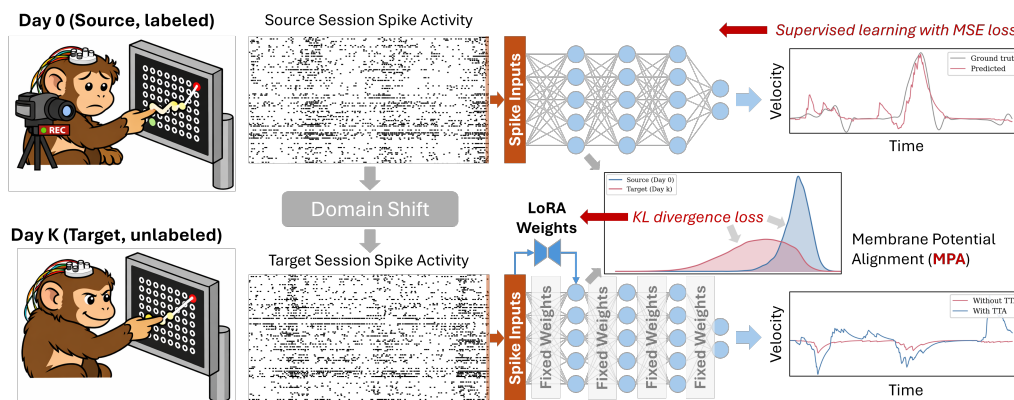 Day 0 (Source, labeled)
REC
Source Session Spike Activity
Spike Inputs
Supervised learning with MSE loss
Velocity
Predicted
Time
Domain Shift
Source (Day 0)
Target (Day k)
KL divergence loss
LoRA
Weights
Membrane Potential
Alignment (MPA)
Day K (Target, unlabeled)
Target Session Spike Activity
Spike Inputs
Fixed Weights
Fixed Weights
Fixed Weights
Fixed Weights
Velocity
Without TTA
With TTA
Time